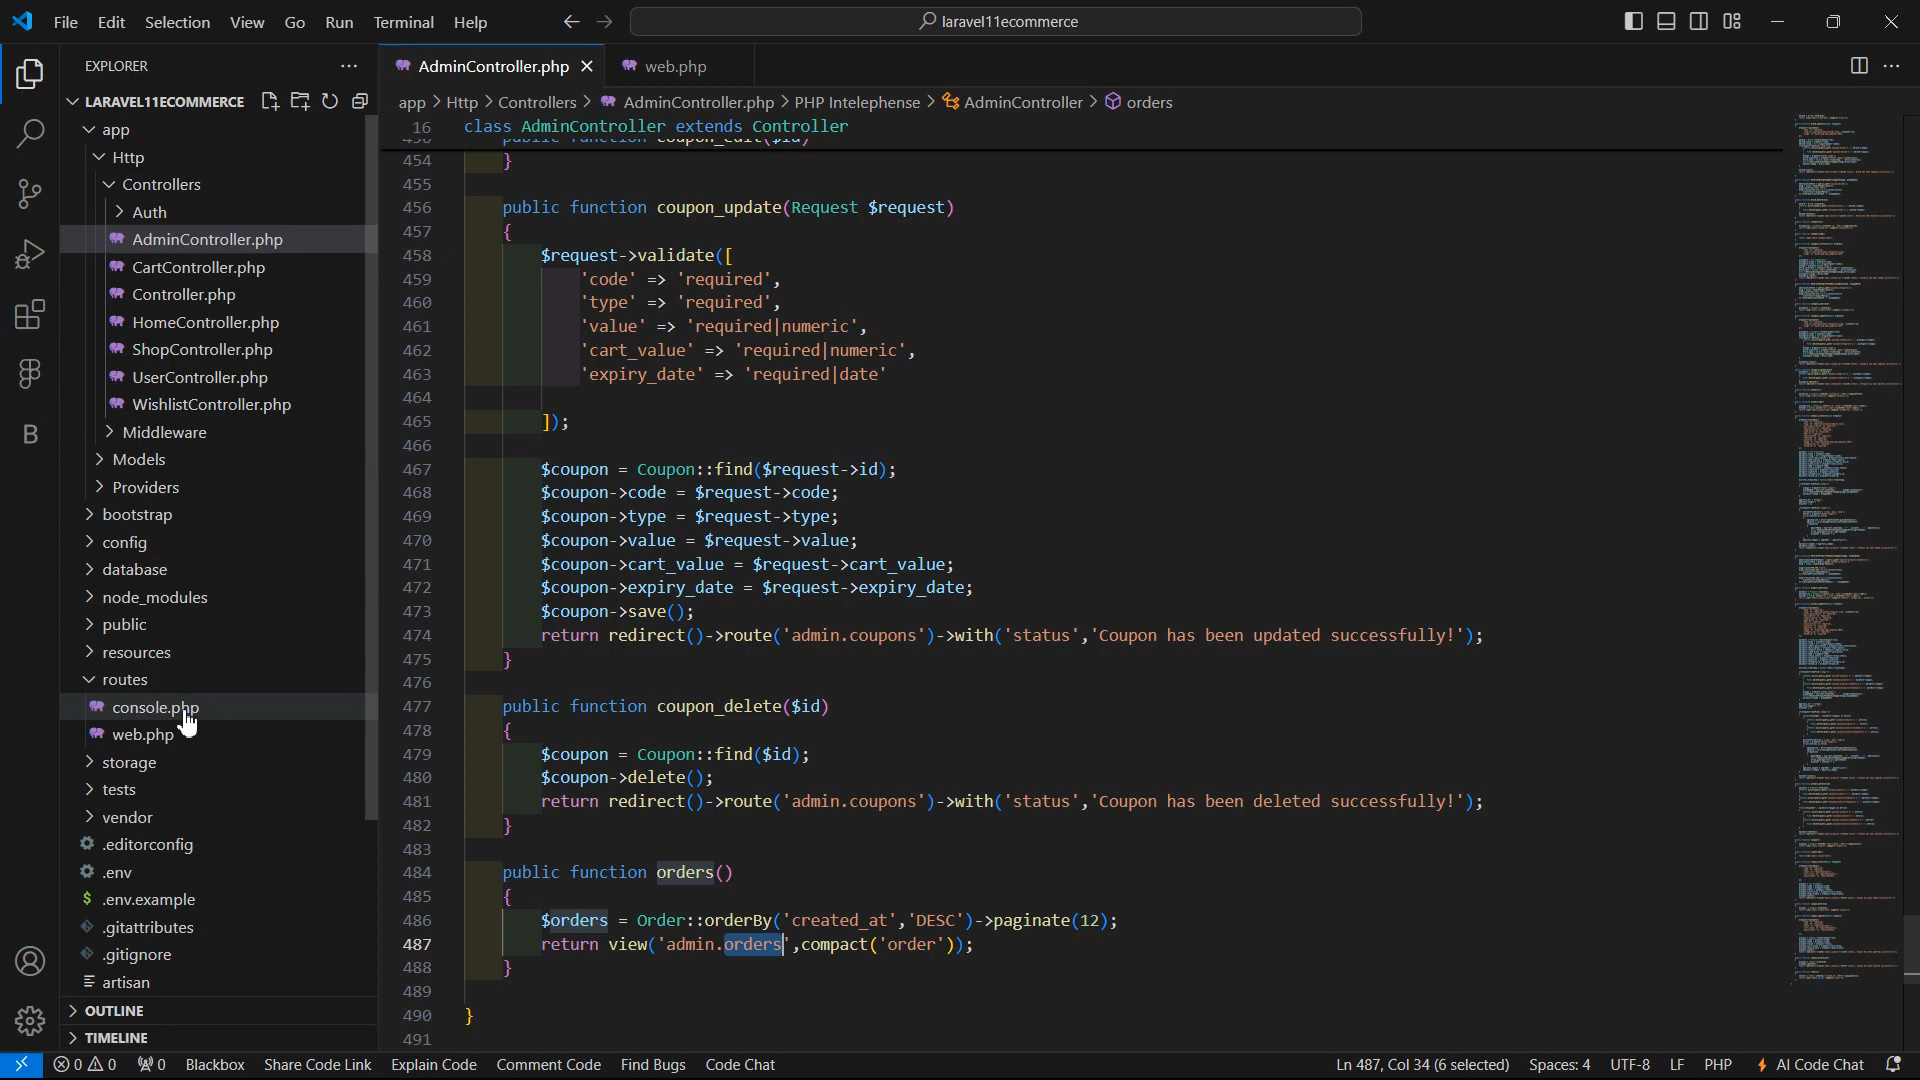 File Edit Selection View Go Run Terminal Help
laravel11ecommerce
EXPLORER
LARAVEL11ECOMMERCE
app
Http
Controllers
Auth
AdminController.php
CartController.php
Controller.php
HomeController.php
ShopController.php
UserController.php
WishlistController.php
Middleware
Models
Providers
bootstrap
config
database
node_modules
public
resources
routes
console.php
web.php
storage
tests
vendor
.editorconfig
.env
.env.example
.gitattributes
.gitignore
artisan
OUTLINE
TIMELINE
AdminController.php web.php
app > Http > Controllers > AdminController.php > PHP Intelephense > AdminController > orders
16 class AdminController extends Controller
454 }
455
456 public function coupon_update(Request $request)
457 {
458 $request->validate([
459 'code' => 'required',
460 'type' => 'required',
461 'value' => 'required|numeric',
462 'cart_value' => 'required|numeric',
463 'expiry_date' => 'required|date'
464
465 ]);
466
467 $coupon = Coupon::find($request->id);
468 $coupon->code = $request->code;
469 $coupon->type = $request->type;
470 $coupon->value = $request->value;
471 $coupon->cart_value = $request->cart_value;
472 $coupon->expiry_date = $request->expiry_date;
473 $coupon->save();
474 return redirect()->route('admin.coupons')->with('status','Coupon has been updated successfully!');
475 }
476
477 public function coupon_delete($id)
478 {
479 $coupon = Coupon::find($id);
480 $coupon->delete();
481 return redirect()->route('admin.coupons')->with('status','Coupon has been deleted successfully!');
482 }
483
484 public function orders()
485 {
486 $orders = Order::orderBy('created_at','DESC')->paginate(12);
487 return view('admin.orders',compact('order'));
488 }
489
490 }
491
0 0 0 Blackbox Share Code Link Explain Code Comment Code Find Bugs Code Chat Ln 487, Col 34 (6 selected) Spaces: 4 UTF-8 LF PHP AI Code Chat